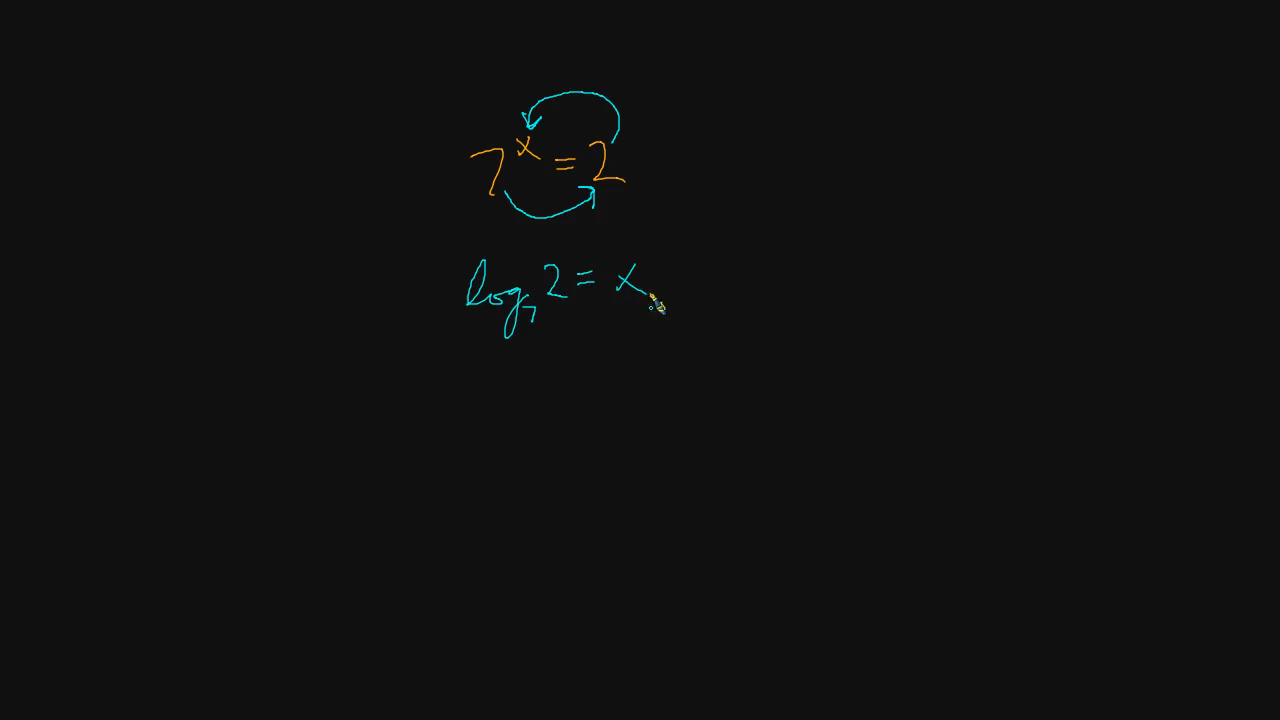 7^x = 2
log_7 2 = x